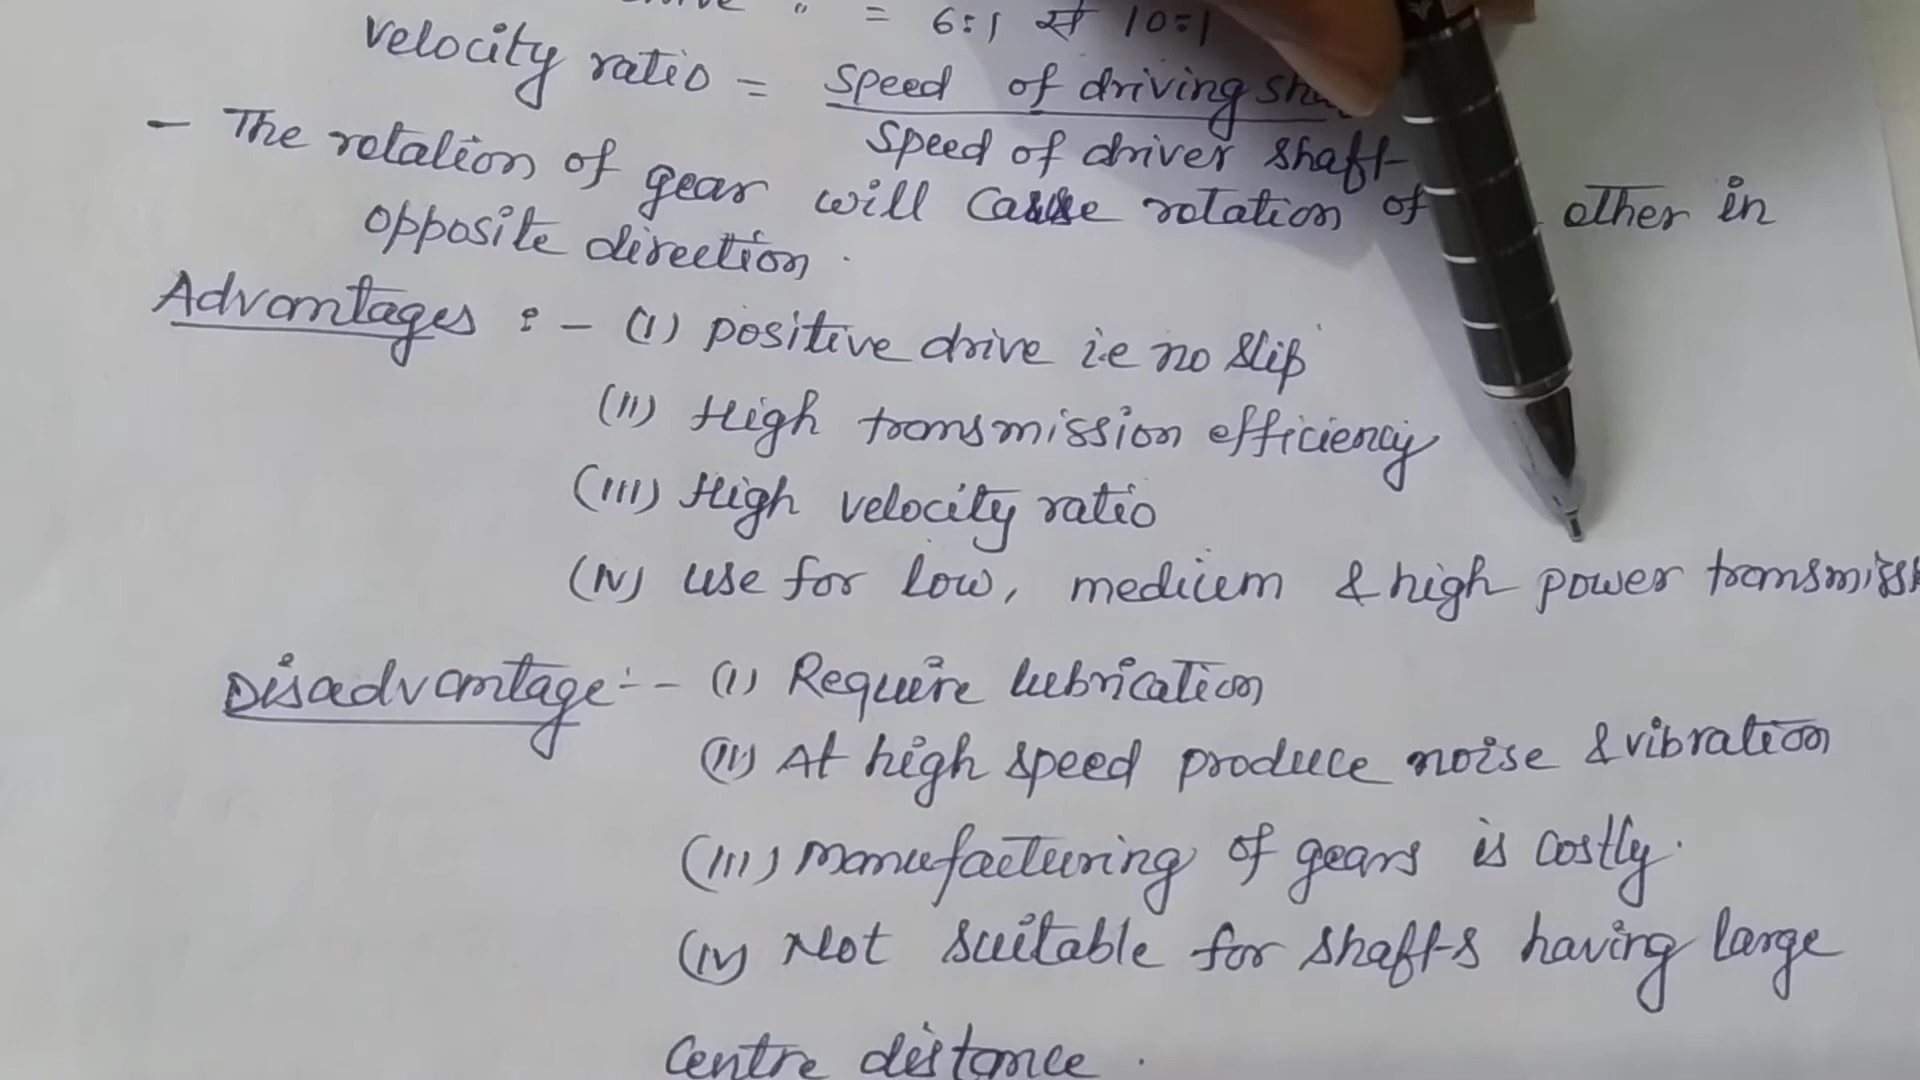 " = 6:1 से 10:1
velocity ratio = speed of driving
speed of driver shaft
- The rotation of gear will cause rotation of other in
opposite direction.
Advantages :- (I) positive drive i.e no slip
(II) High transmission efficiency
(III) High velocity ratio
(IV) use for low, medium & high power
Disadvantage :- (I) Require lubrication
(II) At high speed produce noise & vibration
(III) manufacturing of gears is costly.
(IV) Not suitable for shafts having large
centre distance.